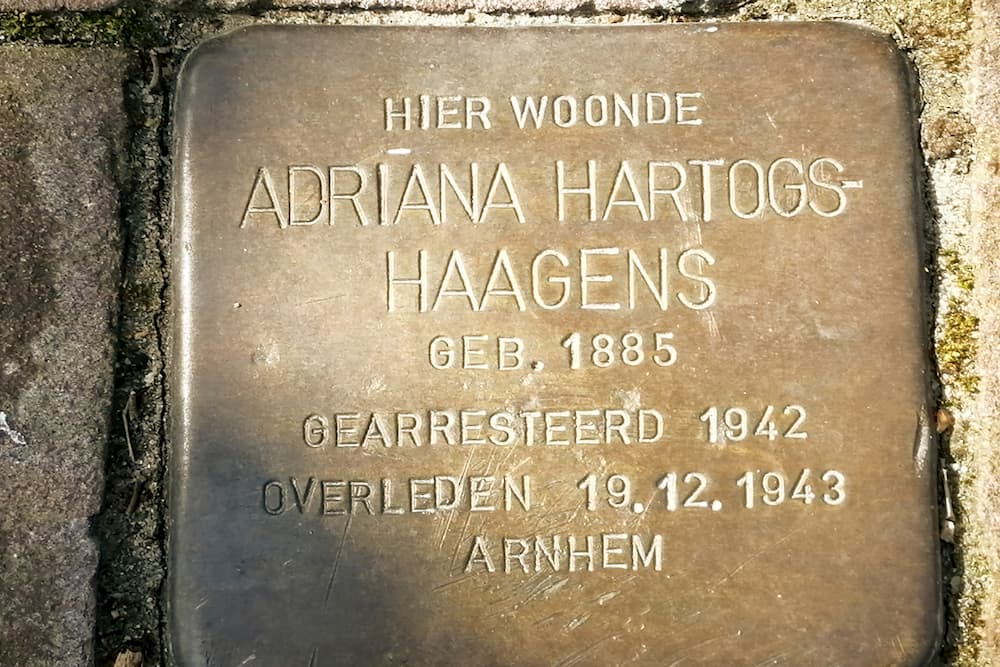 HIER WOONDE
ADRIANA HARTOGS-
HAAGENS
GEB. 1885
GEARRESTEERD 1942
OVERLEDEN 19.12.1943
ARNHEM